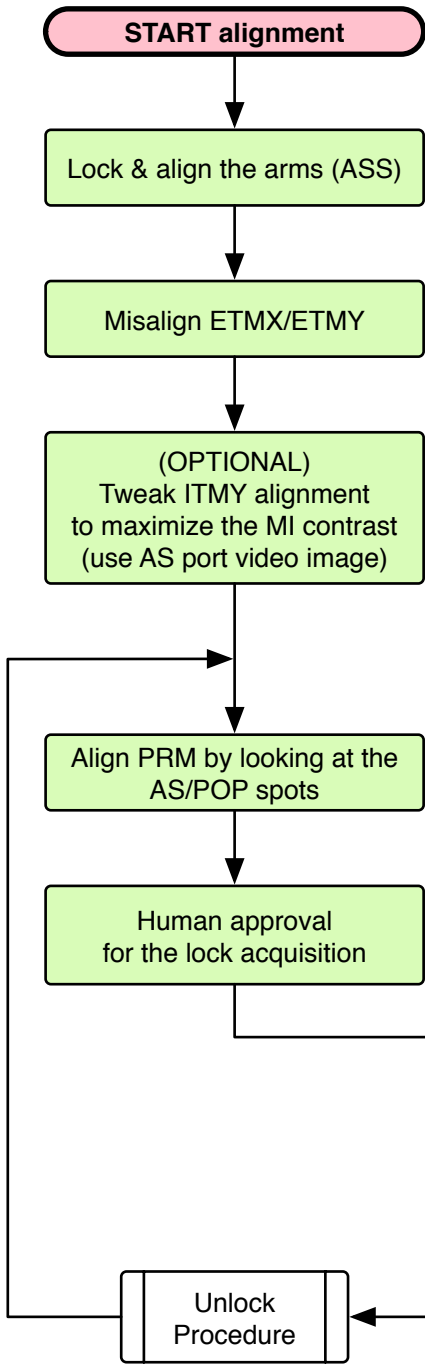 START alignment
Lock & align the arms (ASS)
Misalign ETMX/ETMY
(OPTIONAL)
Tweak ITMY alignment
to maximize the MI contrast
(use AS port video image)
Align PRM by looking at the
AS/POP spots
Human approval
for the lock acquisition
Unlock
Procedure